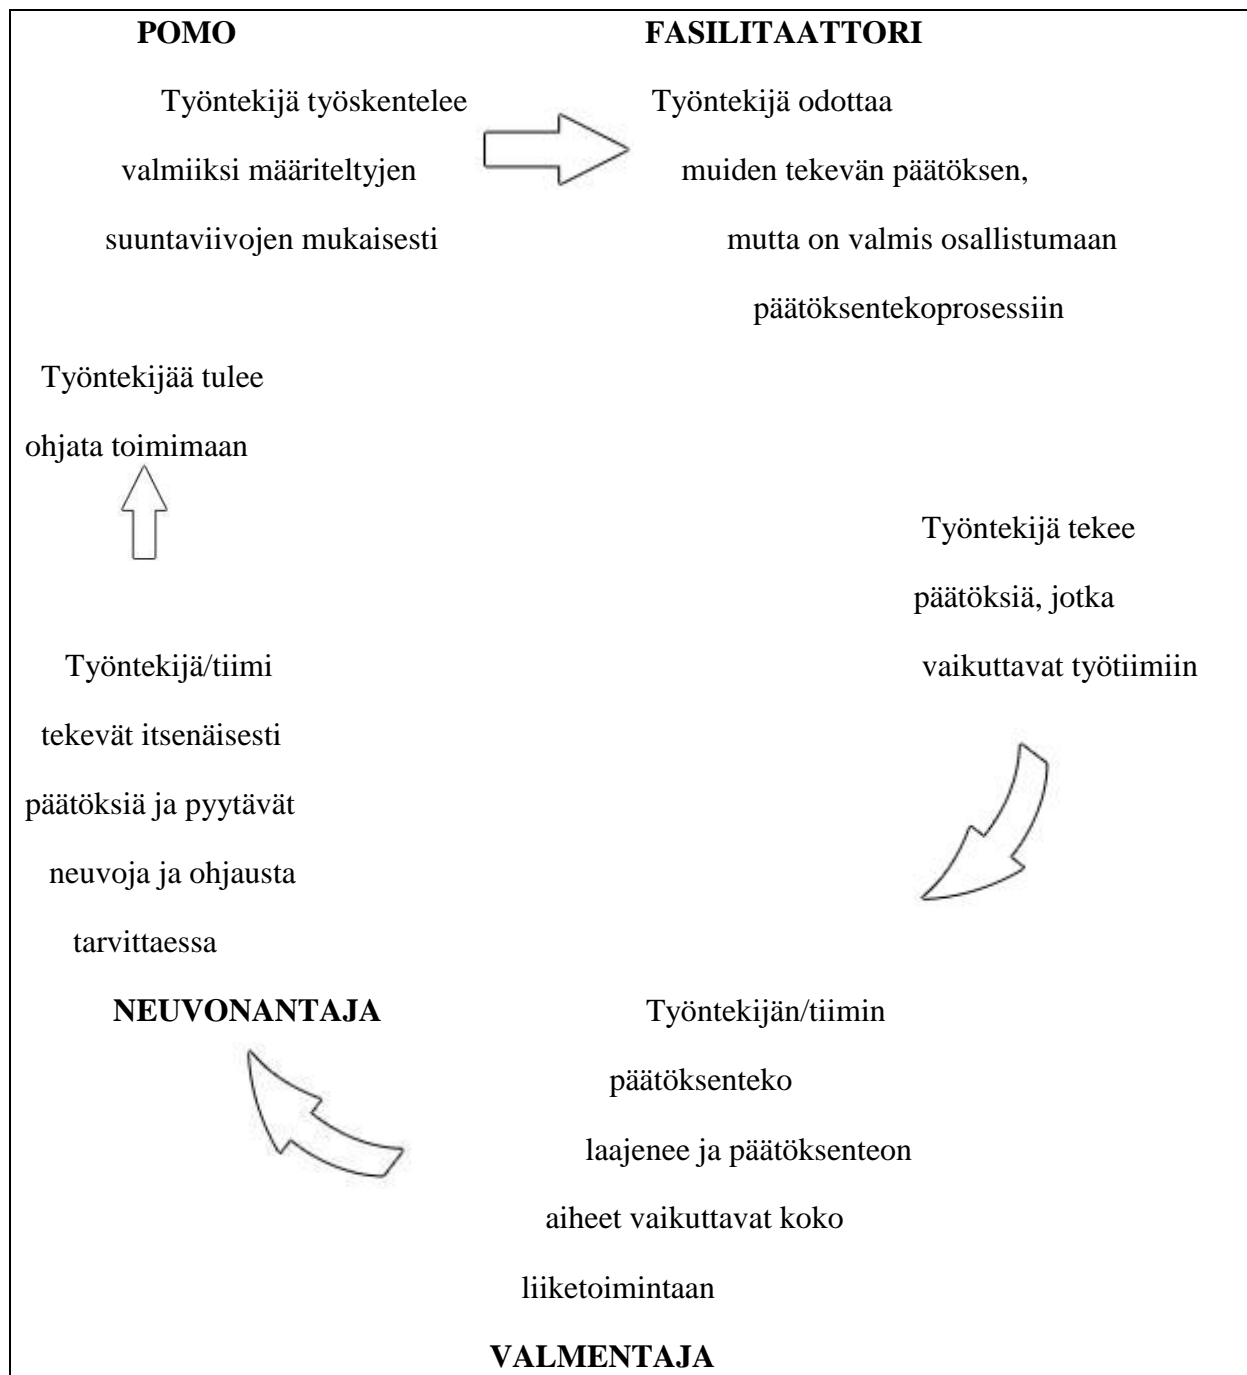 POMO
FASILITAATTORI
Työntekijä työskentelee
valmiiksi määriteltyjen
suuntaviivojen mukaisesti
Työntekijä odottaa
muiden tekevän päätöksen,
mutta on valmis osallistumaan
päätöksentekoprosessiin
Työntekijää tulee
ohjata toimimaan
Työntekijä tekee
päätöksiä, jotka
vaikuttavat työtiimiin
Työntekijä/tiimi
tekevät itsenäisesti
päätöksiä ja pyytävät
neuvoja ja ohjausta
tarvittaessa
NEUVONANTAJA
Työntekijän/tiimin
päätöksenteko
laajenee ja päätöksenteon
aiheet vaikuttavat koko
liiketoimintaan
VALMENTAJA